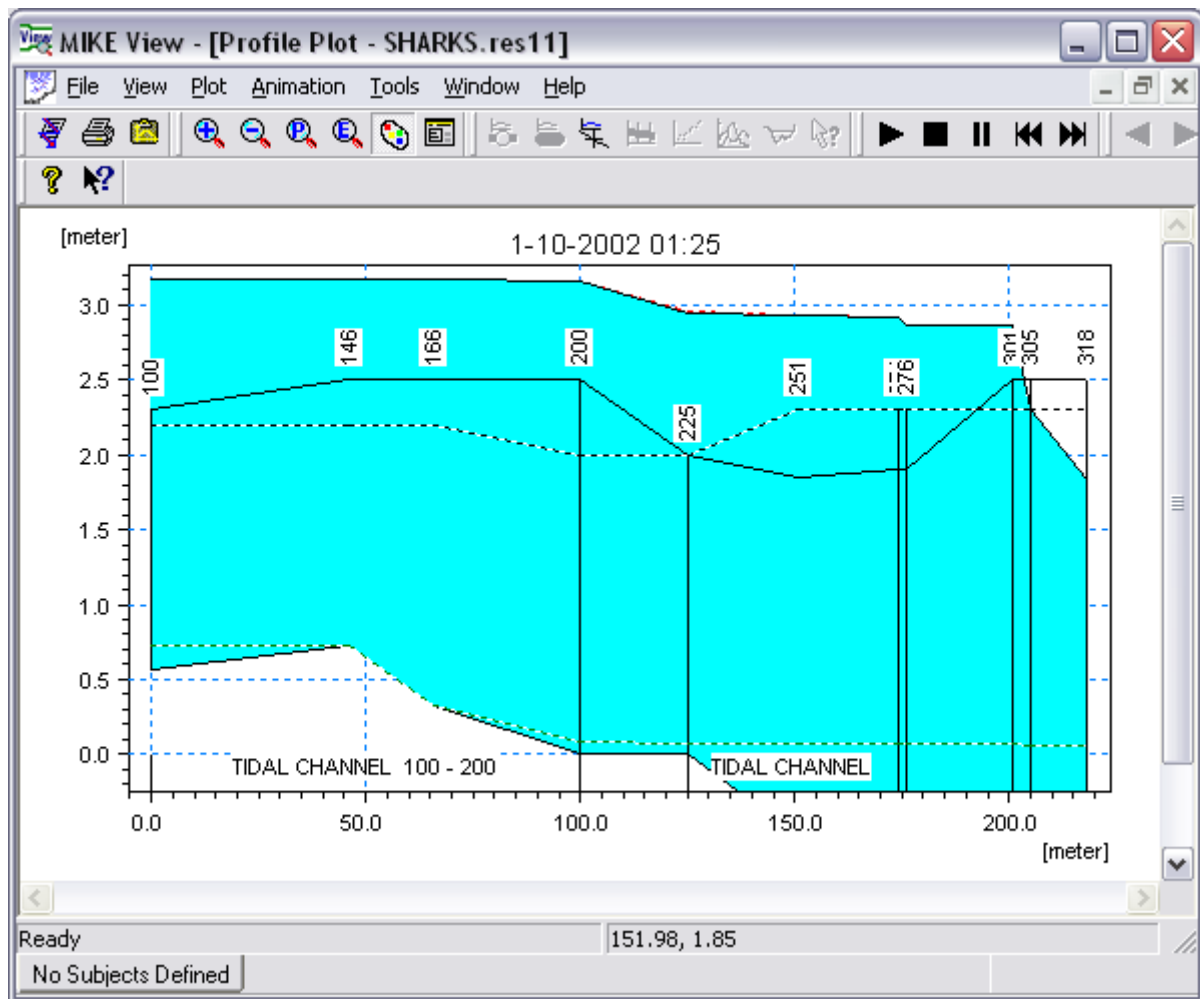 MIKE View - [Profile Plot - SHARKS.res11]
File View Plot Animation Tools Window Help
[meter]
1-10-2002 01:25
3.0
2.5
2.0
1.5
1.0
0.5
0.0
100
146
166
200
225
251
276
301
305
318
TIDAL CHANNEL 100 - 200
TIDAL CHANNEL
0.0 50.0 100.0 150.0 200.0
[meter]
Ready 151.98, 1.85
No Subjects Defined